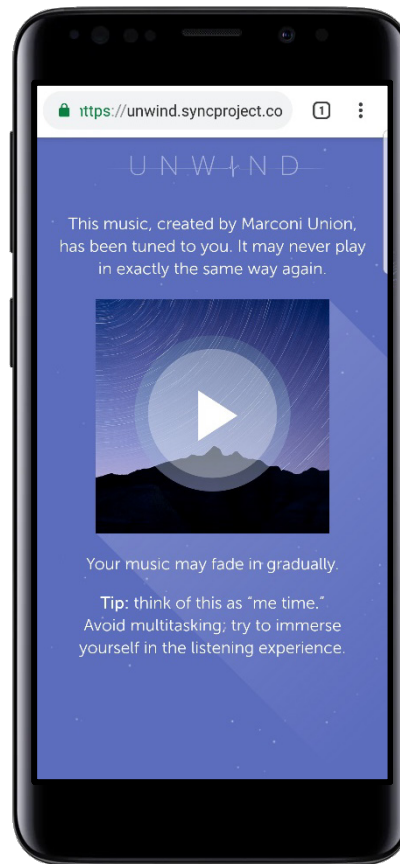 ttps://unwind.syncproject.co 1
UNWIND
This music, created by Marconi Union,
has been tuned to you. It may never play
in exactly the same way again.
Your music may fade in gradually.
Tip: think of this as “me time.”
Avoid multitasking; try to immerse
yourself in the listening experience.